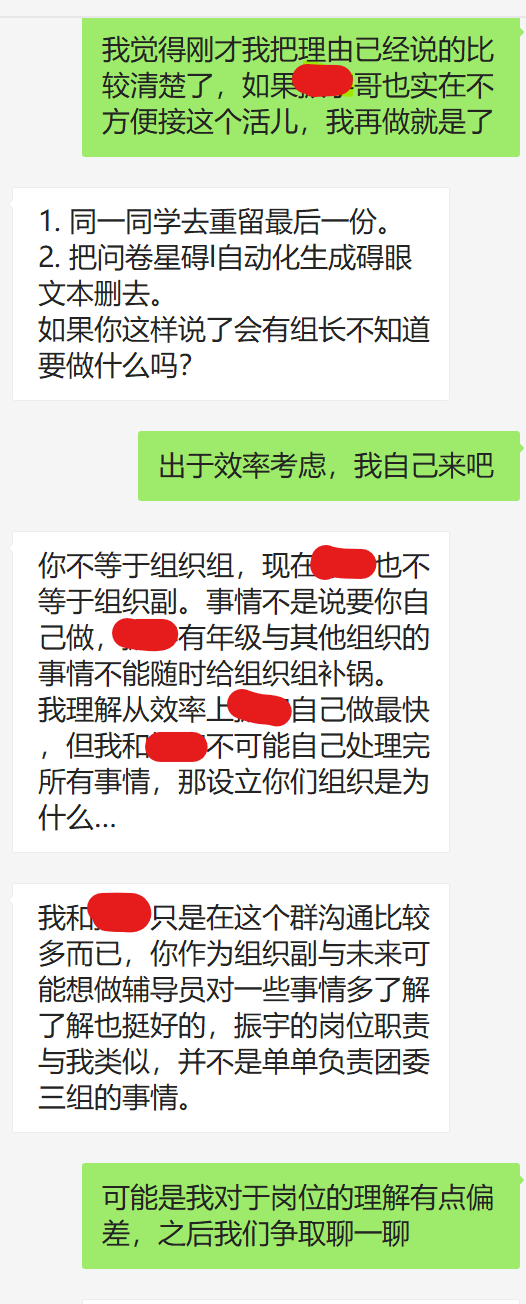 我觉得刚才我把理由已经说的比
较清楚了，如果哥也实在不
方便接这个活儿，我再做就是了
1. 同一同学去重留最后一份。
2. 把问卷星碍l自动化生成碍眼
文本删去。
如果你这样说了会有组长不知道
要做什么吗？
出于效率考虑，我自己来吧
你不等于组织组，现在也不
等于组织副。事情不是说要你自
己做，有年级与其他组织的
事情不能随时给组织组补锅。
我理解从效率上自己做最快
，但我和不可能自己处理完
所有事情，那设立你们组织是为
什么...
我和只是在这个群沟通比较
多而已，你作为组织副与未来可
能想做辅导员对一些事情多了解
了解也挺好的，振宇的岗位职责
与我类似，并不是单单负责团委
三组的事情。
可能是我对于岗位的理解有点偏
差，之后我们争取聊一聊